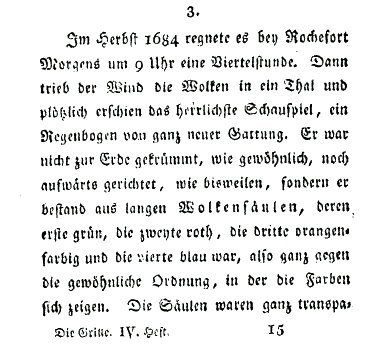 3.
Im Herbst 1684 regnete es bey Rochefort
Morgens um 9 Uhr eine Viertelstunde. Dann
trieb der Wind die Wolken in ein Thal und
plötzlich erschien das herrlichste Schauspiel, ein
Regenbogen von ganz neuer Gattung. Er war
nicht zur Erde gekrümmt, wie gewöhnlich, noch
aufwärts gerichtet, wie bisweilen, sondern er
bestand aus langen Wolkensäulen, deren
erste grün, die zweyte roth, die dritte orangen-
farbig und die vierte blau war, also ganz gegen
die gewöhnliche Ordnung, in der die Farben
sich zeigen. Die Säulen waren ganz transpa-
Die Grille. IV. Heft. 15